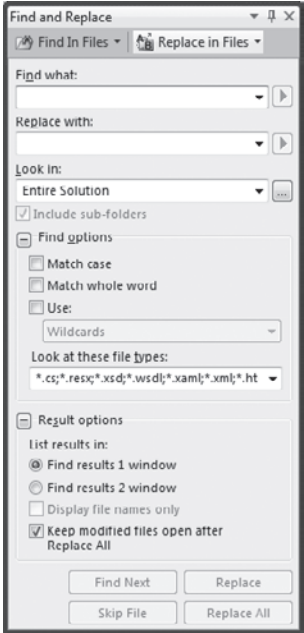 Find and Replace
Find In Files
Replace in Files
Find what:
Replace with:
Look in:
Entire Solution
...
Include sub-folders
Find options
Match case
Match whole word
Use:
Wildcards
Look at these file types:
*.cs;*.resx;*.xsd;*.wsdl;*.xaml;*.xml;*.ht
Result options
List results in:
Find results 1 window
Find results 2 window
Display file names only
Keep modified files open after
Replace All
Find Next
Replace
Skip File
Replace All